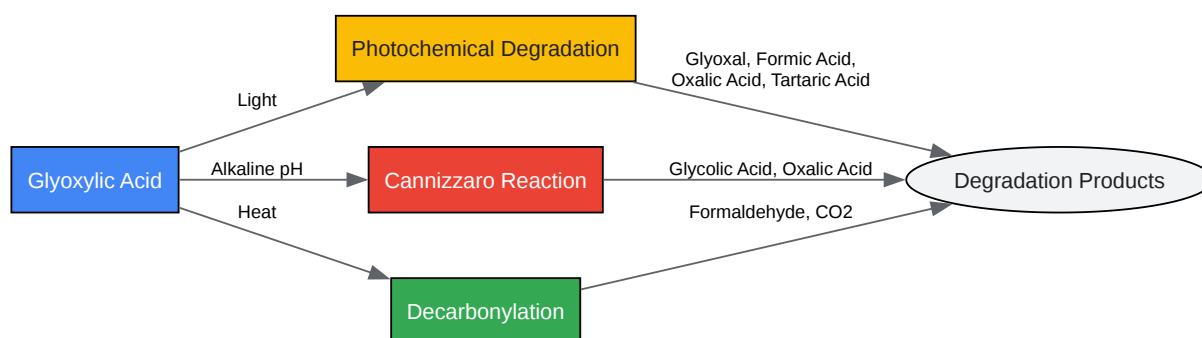 Photochemical Degradation
Glyoxal, Formic Acid,
Oxalic Acid, Tartaric Acid
Light
Glyoxylic Acid
Alkaline pH
Cannizzaro Reaction
Glycolic Acid, Oxalic Acid
Degradation Products
Heat
Formaldehyde, CO2
Decarbonylation